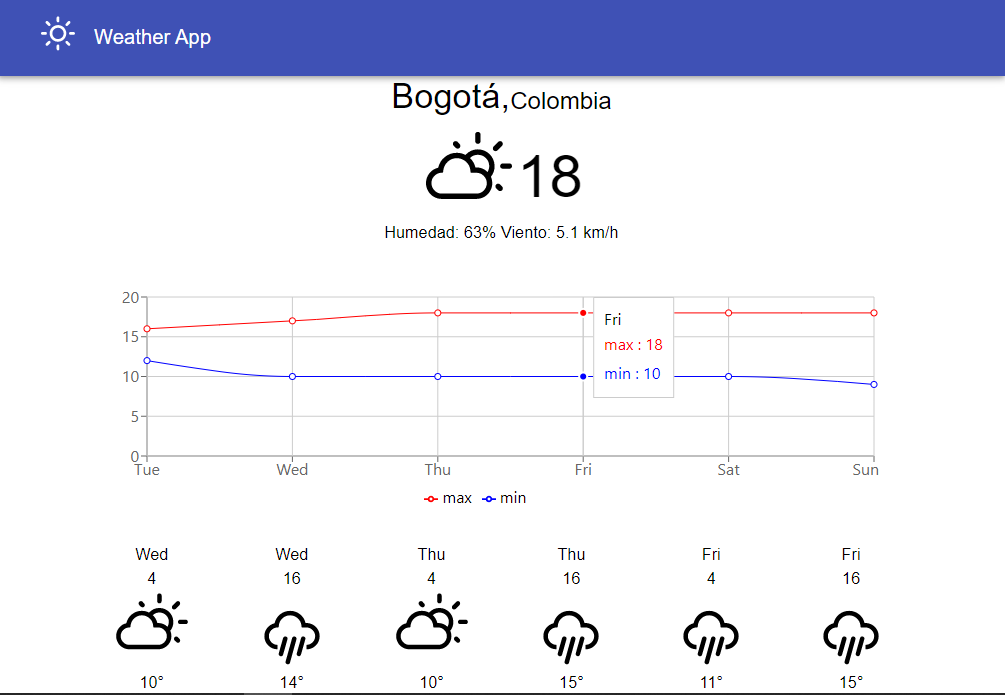 Weather App
Bogotá,Colombia
18
Humedad: 63% Viento: 5.1 km/h
20
15
10
5
0
Fri
max : 18
min : 10
Tue Wed Thu Fri Sat Sun
max min
Wed Wed Thu Thu Fri Fri
4 16 4 16 4 16
10° 14° 10° 15° 11° 15°